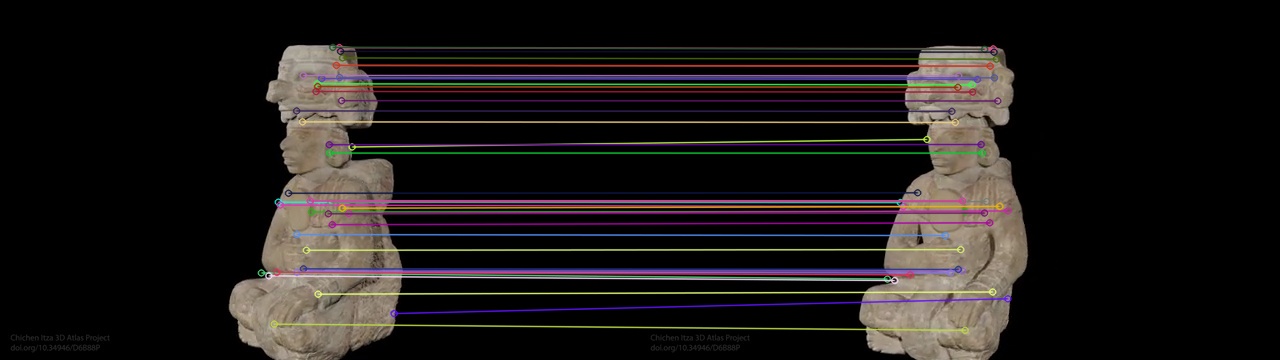 Chichen Itza 3D Atlas Project
doi.org/10.34946/D6B88P
Chichen Itza 3D Atlas Project
doi.org/10.34946/D6B88P